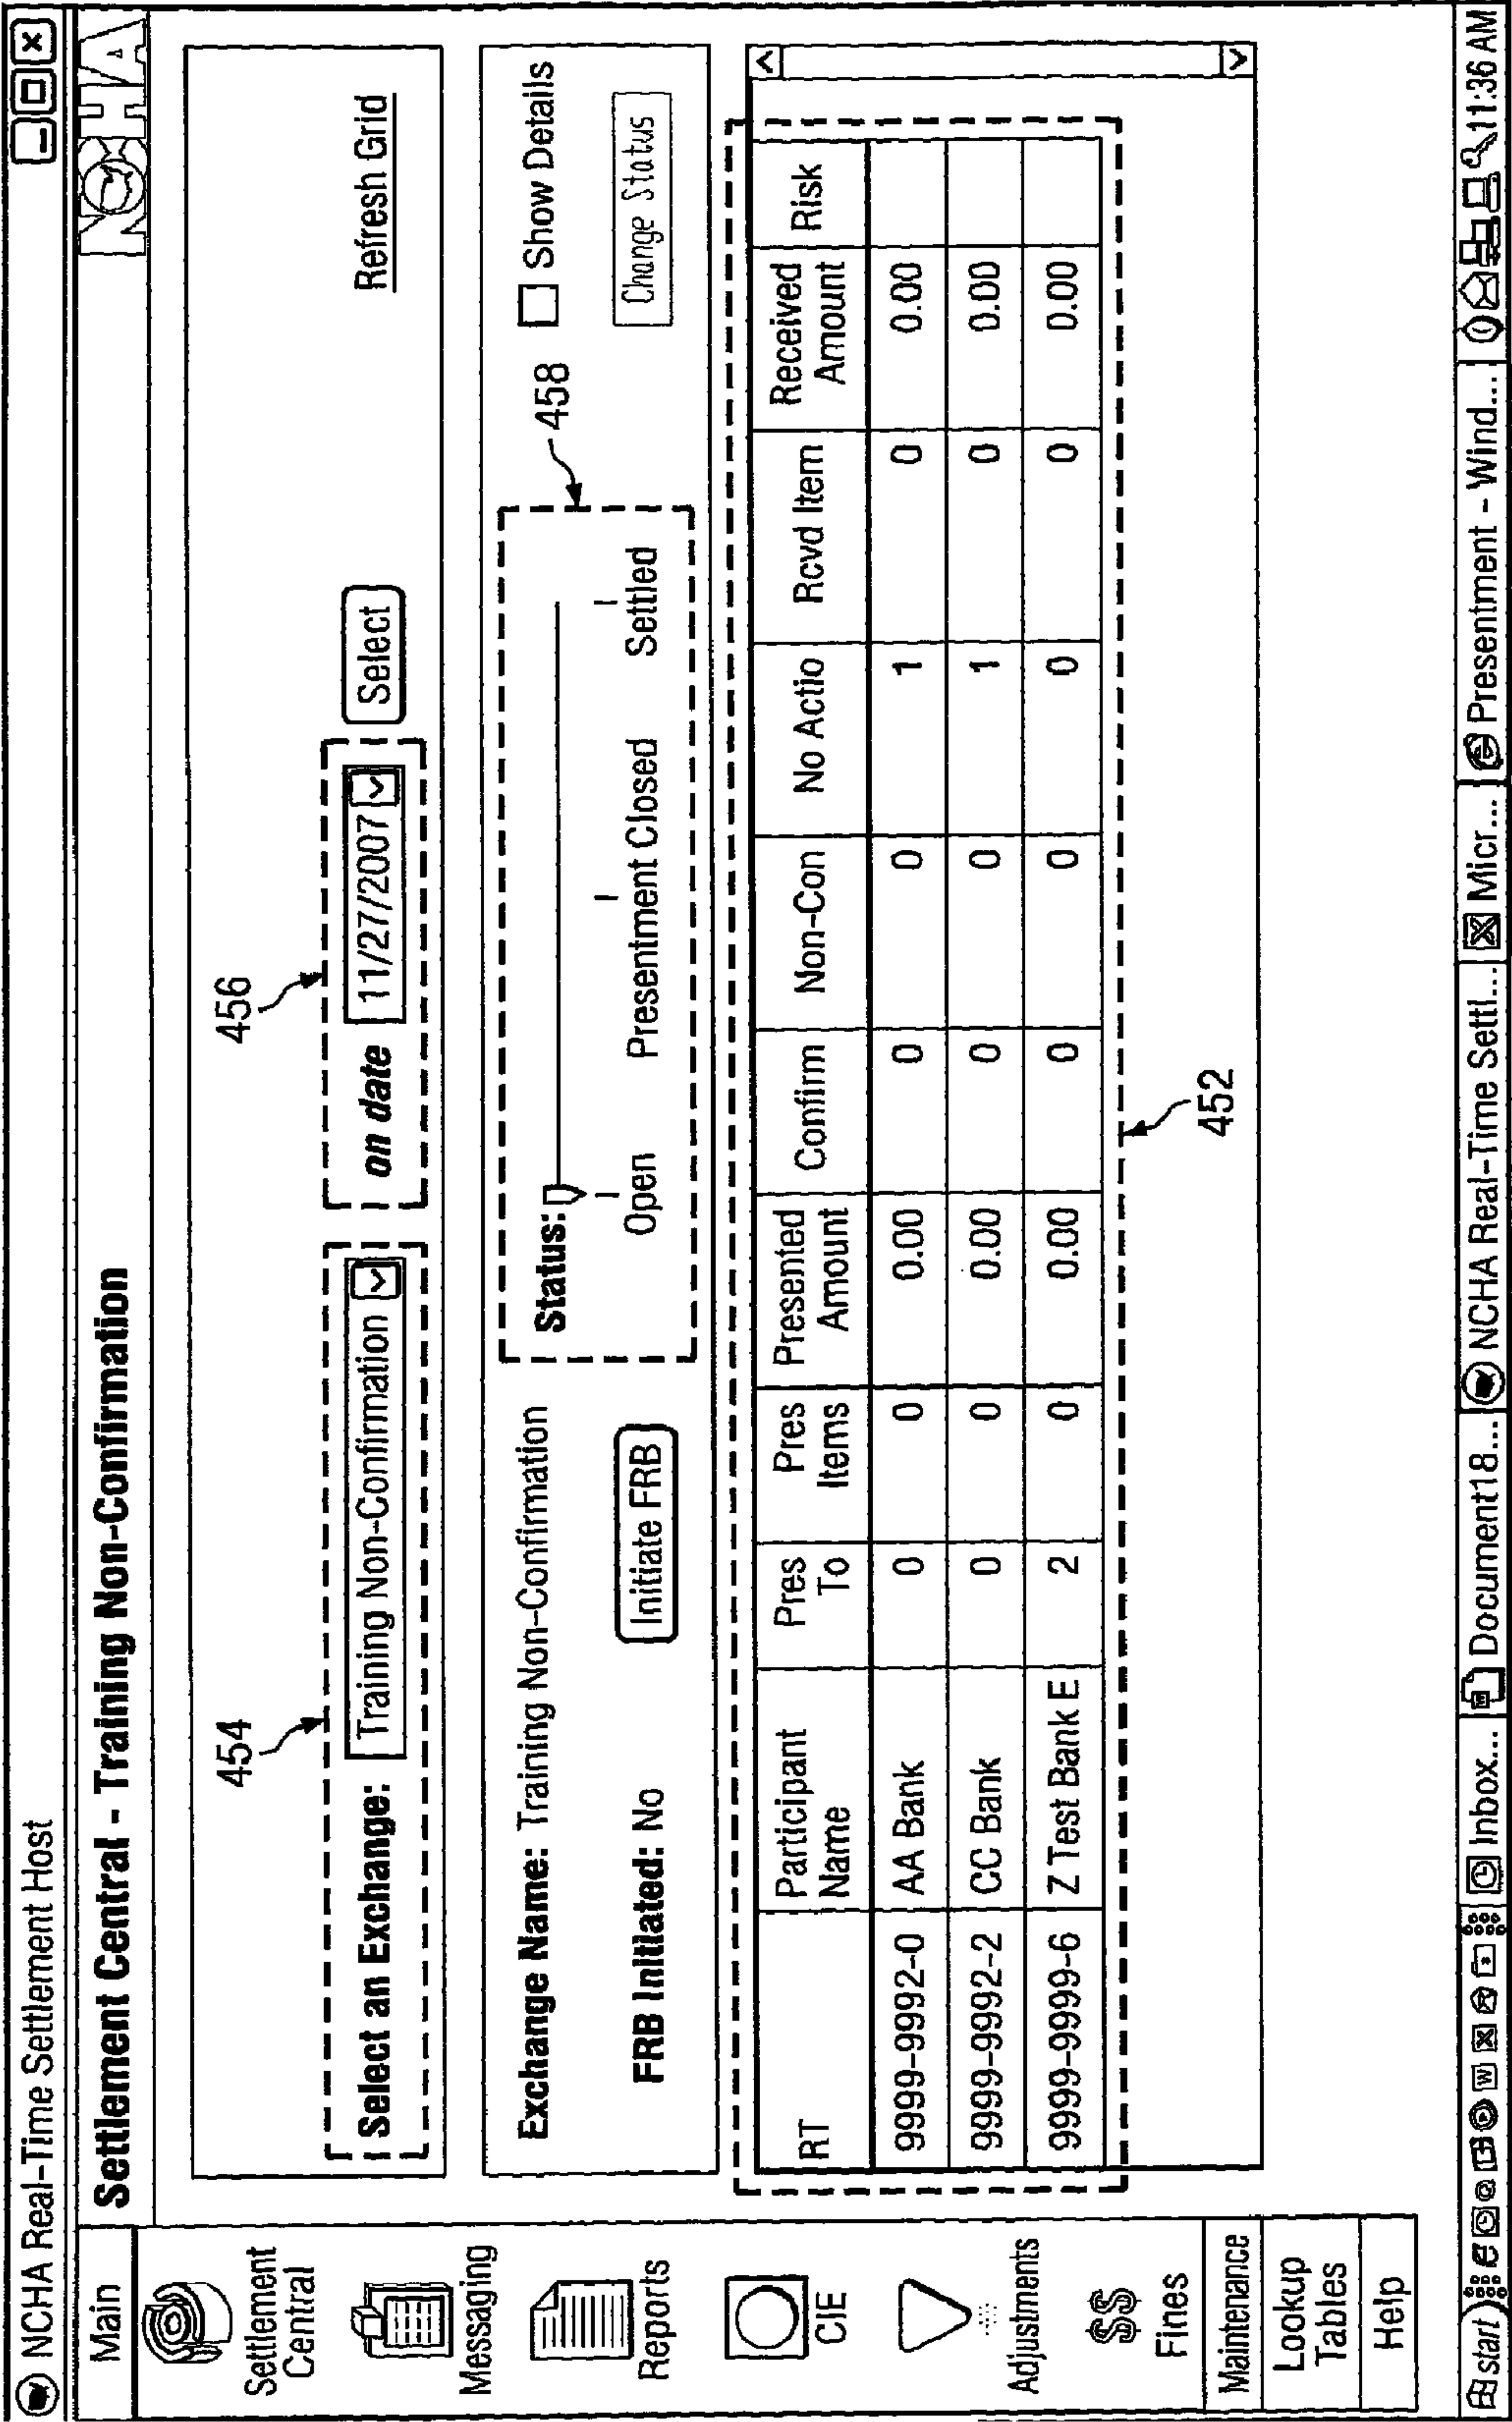 NCHA Real-Time Settlement Host
Main
Settlement Central - Training Non-Confirmation
NCHA
Settlement
Central
Messaging
Reports
CIE
Adjustments
$$
Fines
Maintenance
Lookup
Tables
Help
454
456
Select an Exchange: Training Non-Confirmation on date 11/27/2007 Select Refresh Grid
458
Exchange Name: Training Non-Confirmation Status: Show Details
Open Presentment Closed Settled
FRB Initiated: No Initiate FRB Change Status
RT Participant Name Pres To Pres Items Presented Amount Confirm Non-Con No Actio Rcvd Item Received Amount Risk
9999-9992-0 AA Bank 0 0 0.00 0 0 1 0 0.00
9999-9992-2 CC Bank 0 0 0.00 0 0 1 0 0.00
9999-9999-6 Z Test Bank E 2 0 0.00 0 0 0 0 0.00
452
start Inbox... Document18... NCHA Real-Time Settl... Micr... Presentment - Wind... 11:36 AM